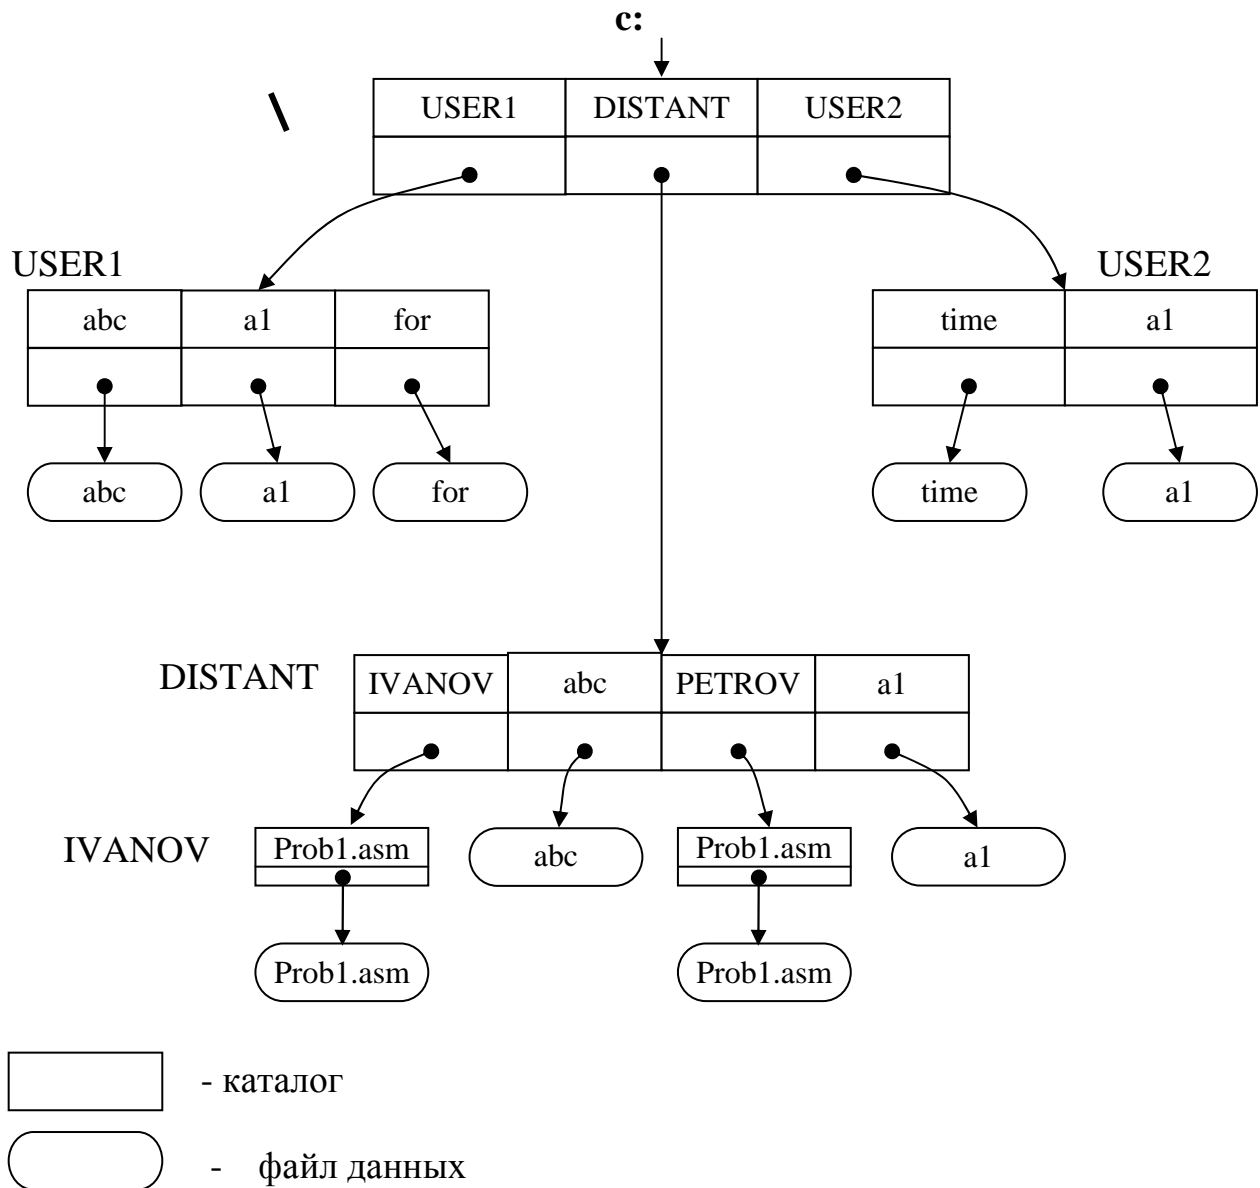 c:
\
USER1 DISTANT USER2
USER1
USER2
abc a1 for
time a1
abc a1 for
time a1
DISTANT
IVANOV abc PETROV a1
IVANOV
Prob1.asm
abc
Prob1.asm
a1
Prob1.asm
Prob1.asm
- каталог
- файл данных